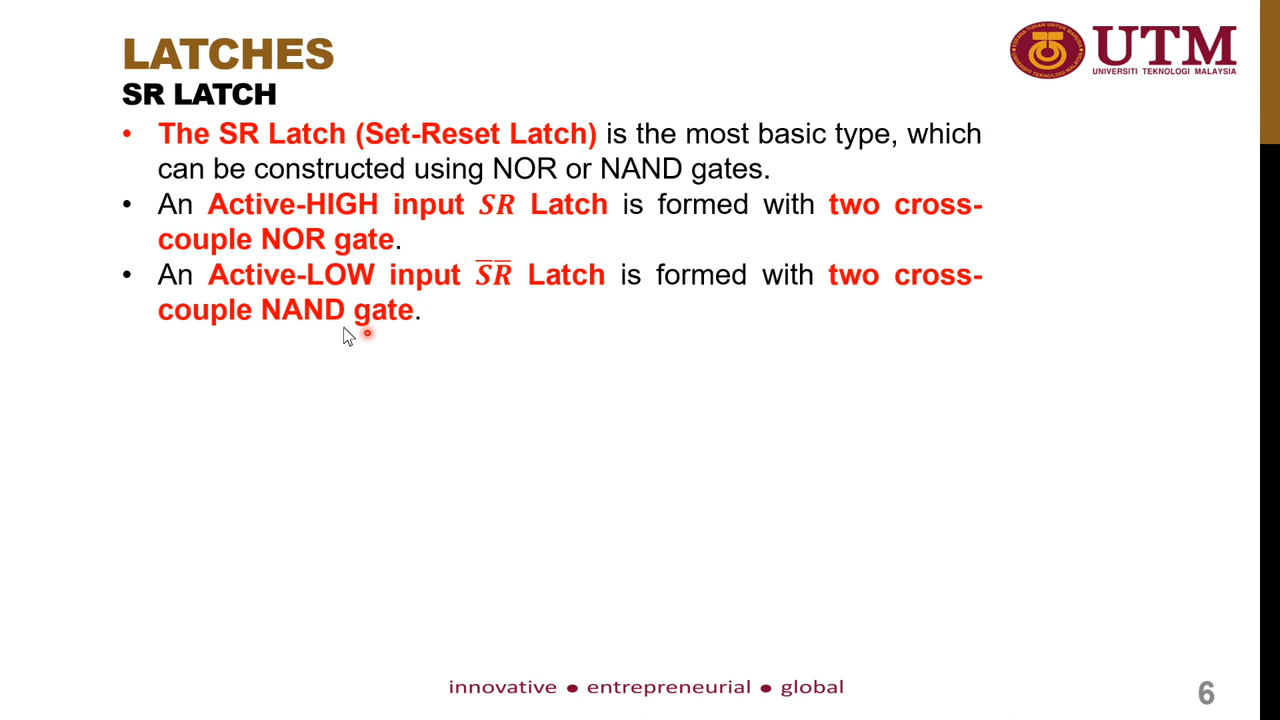 LATCHES
SR LATCH
UTM
UNIVERSITI TEKNOLOGI MALAYSIA
• The SR Latch (Set-Reset Latch) is the most basic type, which
can be constructed using NOR or NAND gates.
• An Active-HIGH input SR Latch is formed with two cross-
couple NOR gate.
• An Active-LOW input S̅R̅ Latch is formed with two cross-
couple NAND gate.
innovative ● entrepreneurial ● global
6